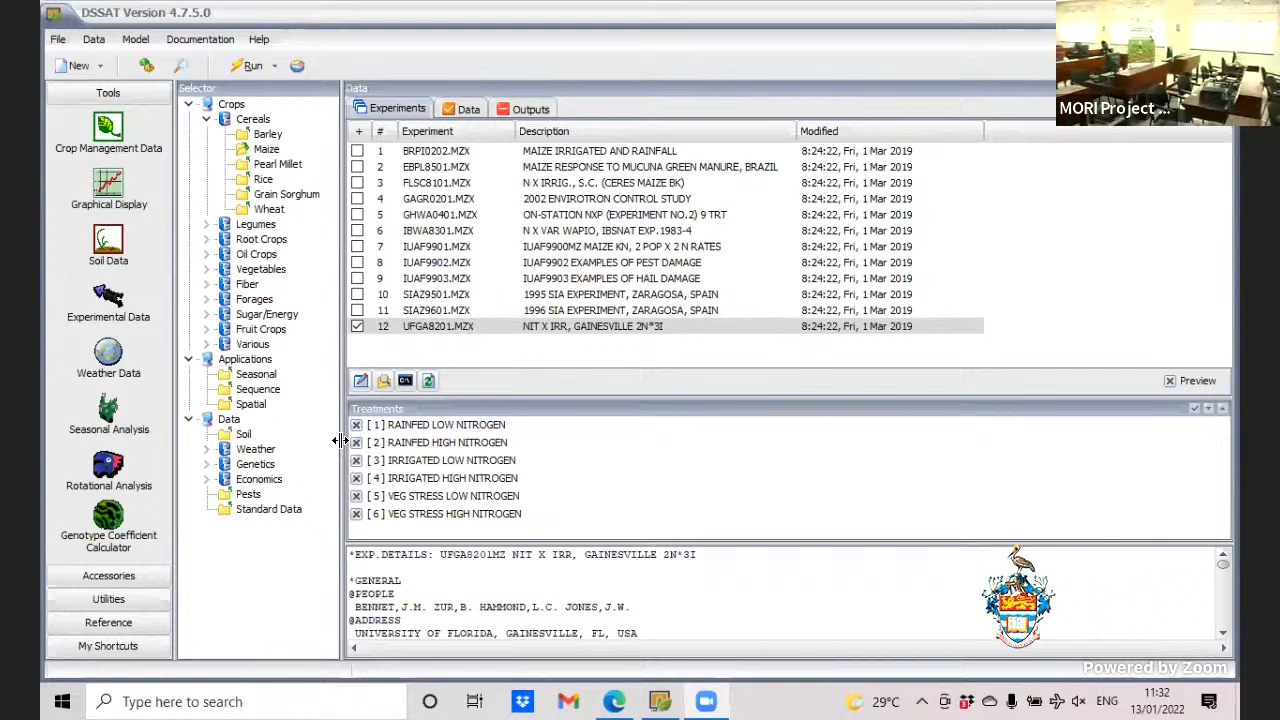 DSSAT Version 4.7.5.0
File Data Model Documentation Help
New Run
MORI Project ...
Tools
Crop Management Data
Graphical Display
Soil Data
Experimental Data
Weather Data
Seasonal Analysis
Rotational Analysis
Genotype Coefficient
Calculator
Accessories
Utilities
Reference
My Shortcuts
Selector
Crops
Cereals
Barley
Maize
Pearl Millet
Rice
Grain Sorghum
Wheat
Legumes
Root Crops
Oil Crops
Vegetables
Fiber
Forages
Sugar/Energy
Fruit Crops
Various
Applications
Seasonal
Sequence
Spatial
Data
Soil
Weather
Genetics
Economics
Pests
Standard Data
Data
Experiments Data Outputs
+ # Experiment Description Modified
1 BRPI0202.MZX MAIZE IRRIGATED AND RAINFALL 8:24:22, Fri, 1 Mar 2019
2 EBPL8501.MZX MAIZE RESPONSE TO MUCUNA GREEN MANURE, BRAZIL 8:24:22, Fri, 1 Mar 2019
3 FLSC8101.MZX N X IRRIG., S.C. (CERES MAIZE BK) 8:24:22, Fri, 1 Mar 2019
4 GAGR0201.MZX 2002 ENVIROTRON CONTROL STUDY 8:24:22, Fri, 1 Mar 2019
5 GHWA0401.MZX ON-STATION NXP (EXPERIMENT NO.2) 9 TRT 8:24:22, Fri, 1 Mar 2019
6 IBWA8301.MZX N X VAR WAPIO, IBSNAT EXP.1983-4 8:24:22, Fri, 1 Mar 2019
7 IUAF9901.MZX IUAF9900MZ MAIZE KN, 2 POP X 2 N RATES 8:24:22, Fri, 1 Mar 2019
8 IUAF9902.MZX IUAF9902 EXAMPLES OF PEST DAMAGE 8:24:22, Fri, 1 Mar 2019
9 IUAF9903.MZX IUAF9903 EXAMPLES OF HAIL DAMAGE 8:24:22, Fri, 1 Mar 2019
10 SIAZ9501.MZX 1995 SIA EXPERIMENT, ZARAGOSA, SPAIN 8:24:22, Fri, 1 Mar 2019
11 SIAZ9601.MZX 1996 SIA EXPERIMENT, ZARAGOSA, SPAIN 8:24:22, Fri, 1 Mar 2019
12 UFGA8201.MZX NIT X IRR, GAINESVILLE 2N*3I 8:24:22, Fri, 1 Mar 2019
Preview
Treatments
[ 1 ] RAINFED LOW NITROGEN
[ 2 ] RAINFED HIGH NITROGEN
[ 3 ] IRRIGATED LOW NITROGEN
[ 4 ] IRRIGATED HIGH NITROGEN
[ 5 ] VEG STRESS LOW NITROGEN
[ 6 ] VEG STRESS HIGH NITROGEN
*EXP.DETAILS: UFGA8201MZ NIT X IRR, GAINESVILLE 2N*3I
*GENERAL
@PEOPLE
BENNET,J.M. ZUR,B. HAMMOND,L.C. JONES,J.W.
@ADDRESS
UNIVERSITY OF FLORIDA, GAINESVILLE, FL, USA
Powered by Zoom
Type here to search
29°C
ENG
11:32
13/01/2022